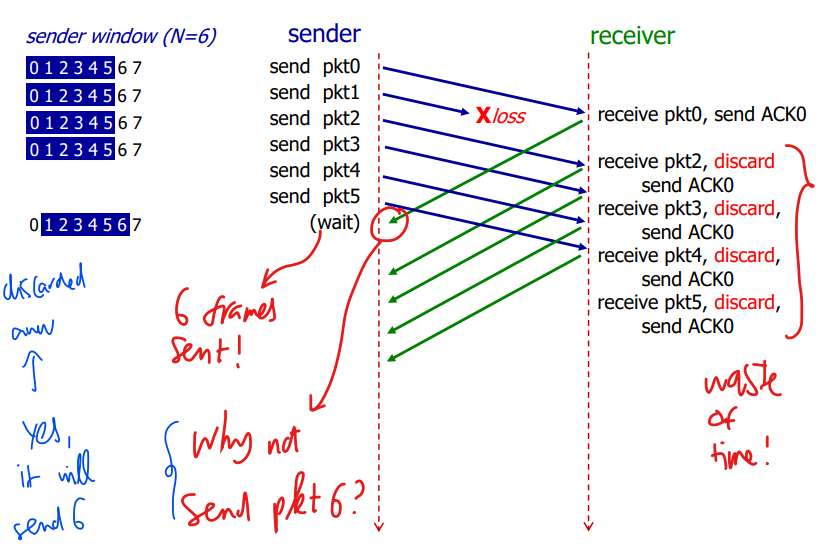 sender window (N=6)
sender
receiver
0 1 2 3 4 5 6 7
send pkt0
0 1 2 3 4 5 6 7
send pkt1
0 1 2 3 4 5 6 7
send pkt2
0 1 2 3 4 5 6 7
send pkt3
send pkt4
send pkt5
0 1 2 3 4 5 6 7
(wait)
X loss
receive pkt0, send ACK0
receive pkt2, discard
send ACK0
receive pkt3, discard,
send ACK0
receive pkt4, discard,
send ACK0
receive pkt5, discard,
send ACK0
discarded
anw
yes,
it will
send 6
6 frames
sent!
Why not
send pkt 6?
waste
of
time!